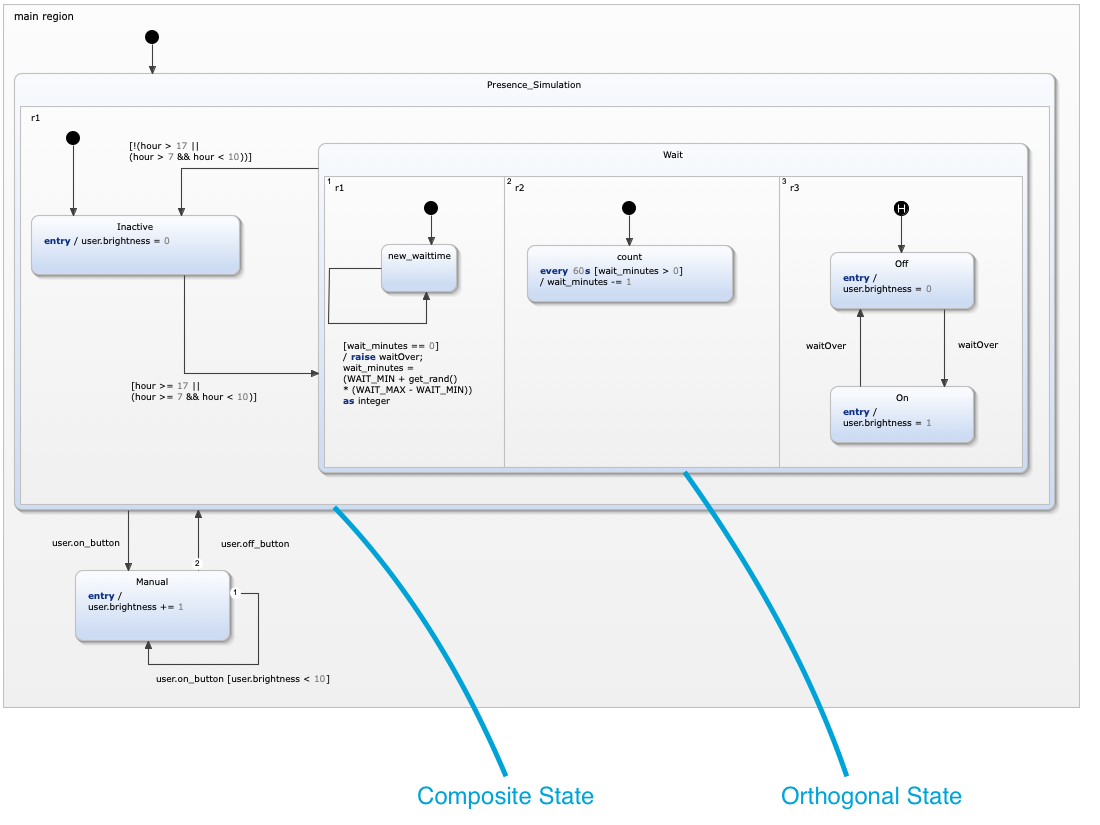 main region
Presence_Simulation
r1
[!(hour > 17 ||
(hour > 7 && hour < 10))]
Inactive
entry / user.brightness = 0
[hour >= 17 ||
(hour >= 7 && hour < 10)]
Wait
1
r1
new_waittime
[wait_minutes == 0]
/ raise waitOver;
wait_minutes =
(WAIT_MIN + get_rand()
* (WAIT_MAX - WAIT_MIN))
as integer
2
r2
count
every 60s [wait_minutes > 0]
/ wait_minutes -= 1
3
r3
H
Off
entry /
user.brightness = 0
waitOver
waitOver
On
entry /
user.brightness = 1
user.on_button
user.off_button
2
Manual
entry /
user.brightness += 1
1
user.on_button [user.brightness < 10]
Composite State
Orthogonal State